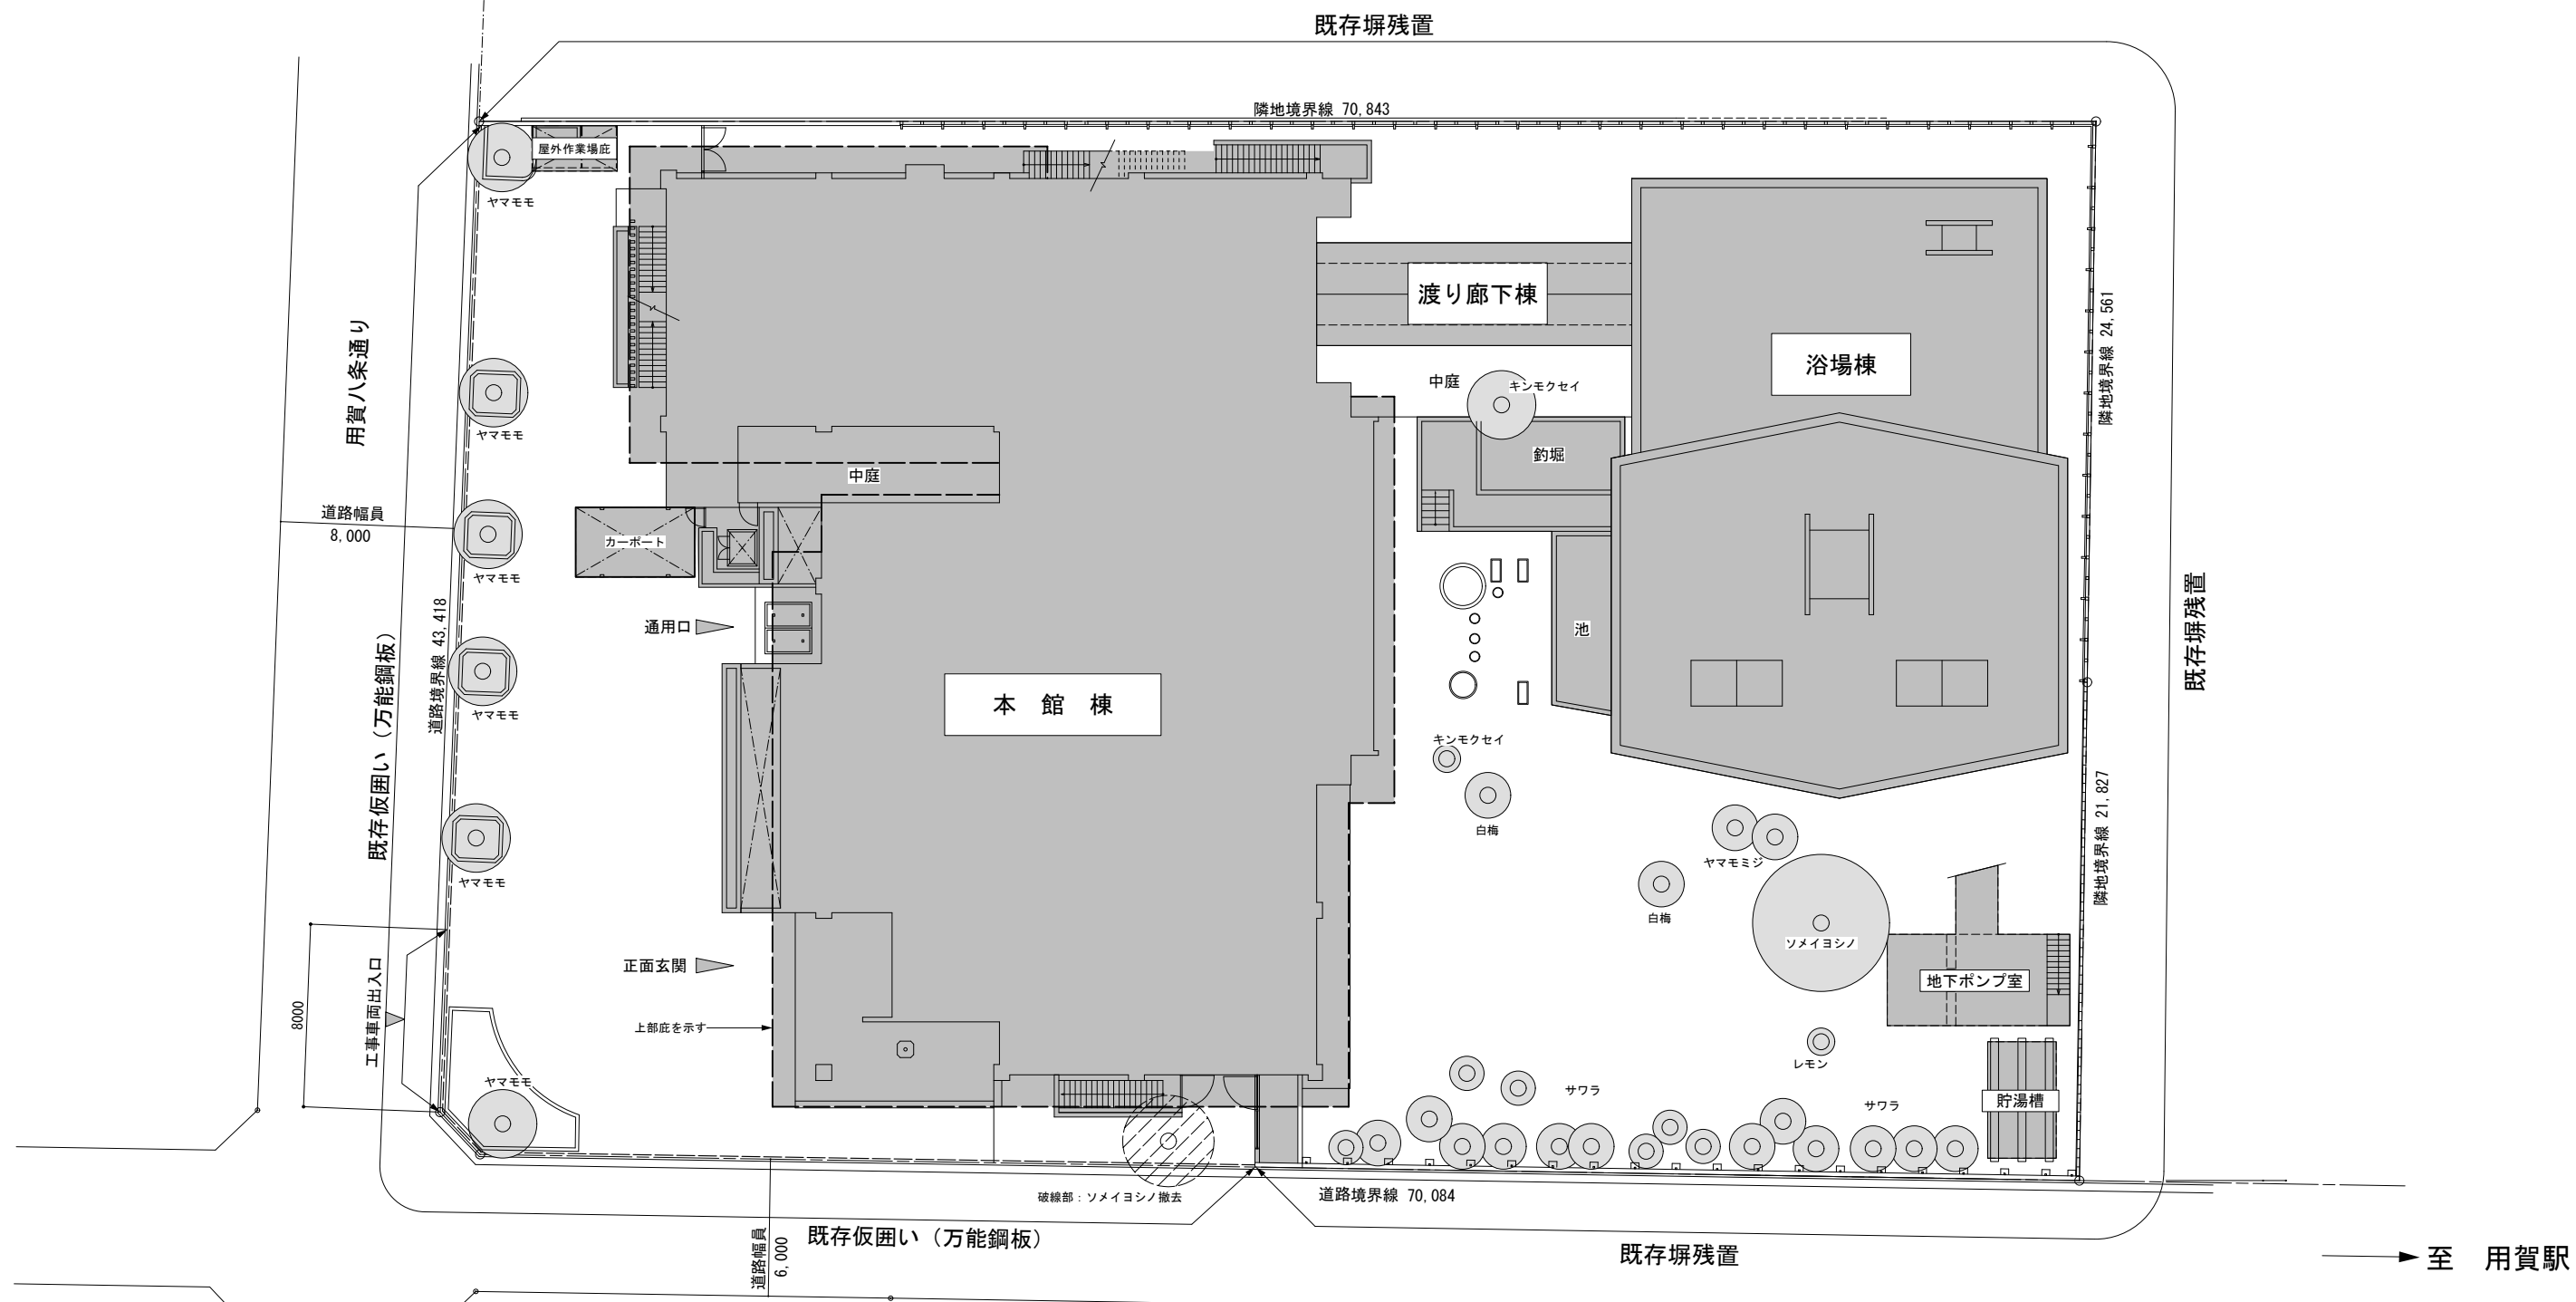 既存塀残置
隣地境界線 70,843
屋外作業場庇
ヤマモモ
渡り廊下棟
浴場棟
隣地境界線 24,561
用賀八条通り
中庭
キンモクセイ
ヤマモモ
釣堀
中庭
道路幅員
8,000
カーポート
ヤマモモ
通用口
池
既存塀残置
道路境界線 43,418
既存仮囲い（万能鋼板）
ヤマモモ
本 館 棟
キンモクセイ
白梅
隣地境界線 21,827
ヤマモミジ
ヤマモモ
白梅
ソメイヨシノ
正面玄関
地下ポンプ室
8000
工事車両出入口
上部庇を示す
レモン
ヤマモモ
サワラ
サワラ
貯湯槽
破線部：ソメイヨシノ撤去
道路境界線 70,084
既存仮囲い（万能鋼板）
道路幅員
6,000
既存塀残置
至 用賀駅